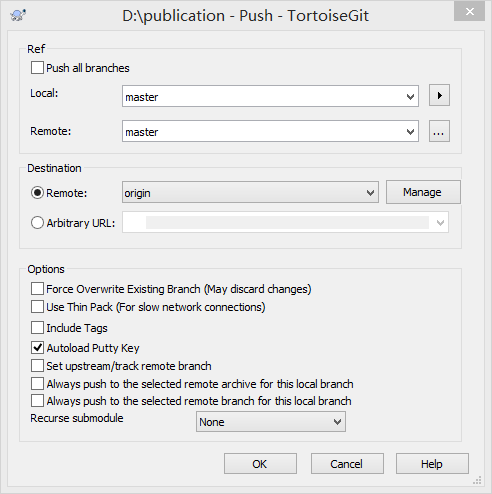 D:\publication - Push - TortoiseGit
Ref
Push all branches
Local: master
Remote: master ...
Destination
Remote: origin Manage
Arbitrary URL:
Options
Force Overwrite Existing Branch (May discard changes)
Use Thin Pack (For slow network connections)
Include Tags
Autoload Putty Key
Set upstream/track remote branch
Always push to the selected remote archive for this local branch
Always push to the selected remote branch for this local branch
Recurse submodule None
OK Cancel Help